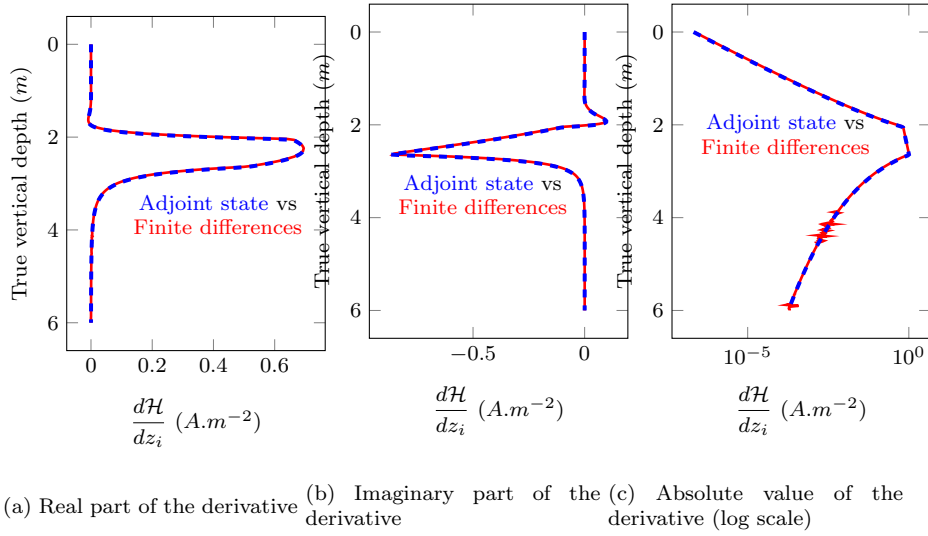 True vertical depth (m)
0
2
4
6
0
0.2
0.4
0.6
Adjoint state vs
Finite differences
dH/dz_i (A.m^−2)
(a) Real part of the derivative
True vertical depth (m)
0
2
4
6
−0.5
0
Adjoint state vs
Finite differences
dH/dz_i (A.m^−2)
(b) Imaginary part of the
derivative
True vertical depth (m)
0
2
4
6
10^−5
10^0
Adjoint state vs
Finite differences
dH/dz_i (A.m^−2)
(c) Absolute value of the
derivative (log scale)